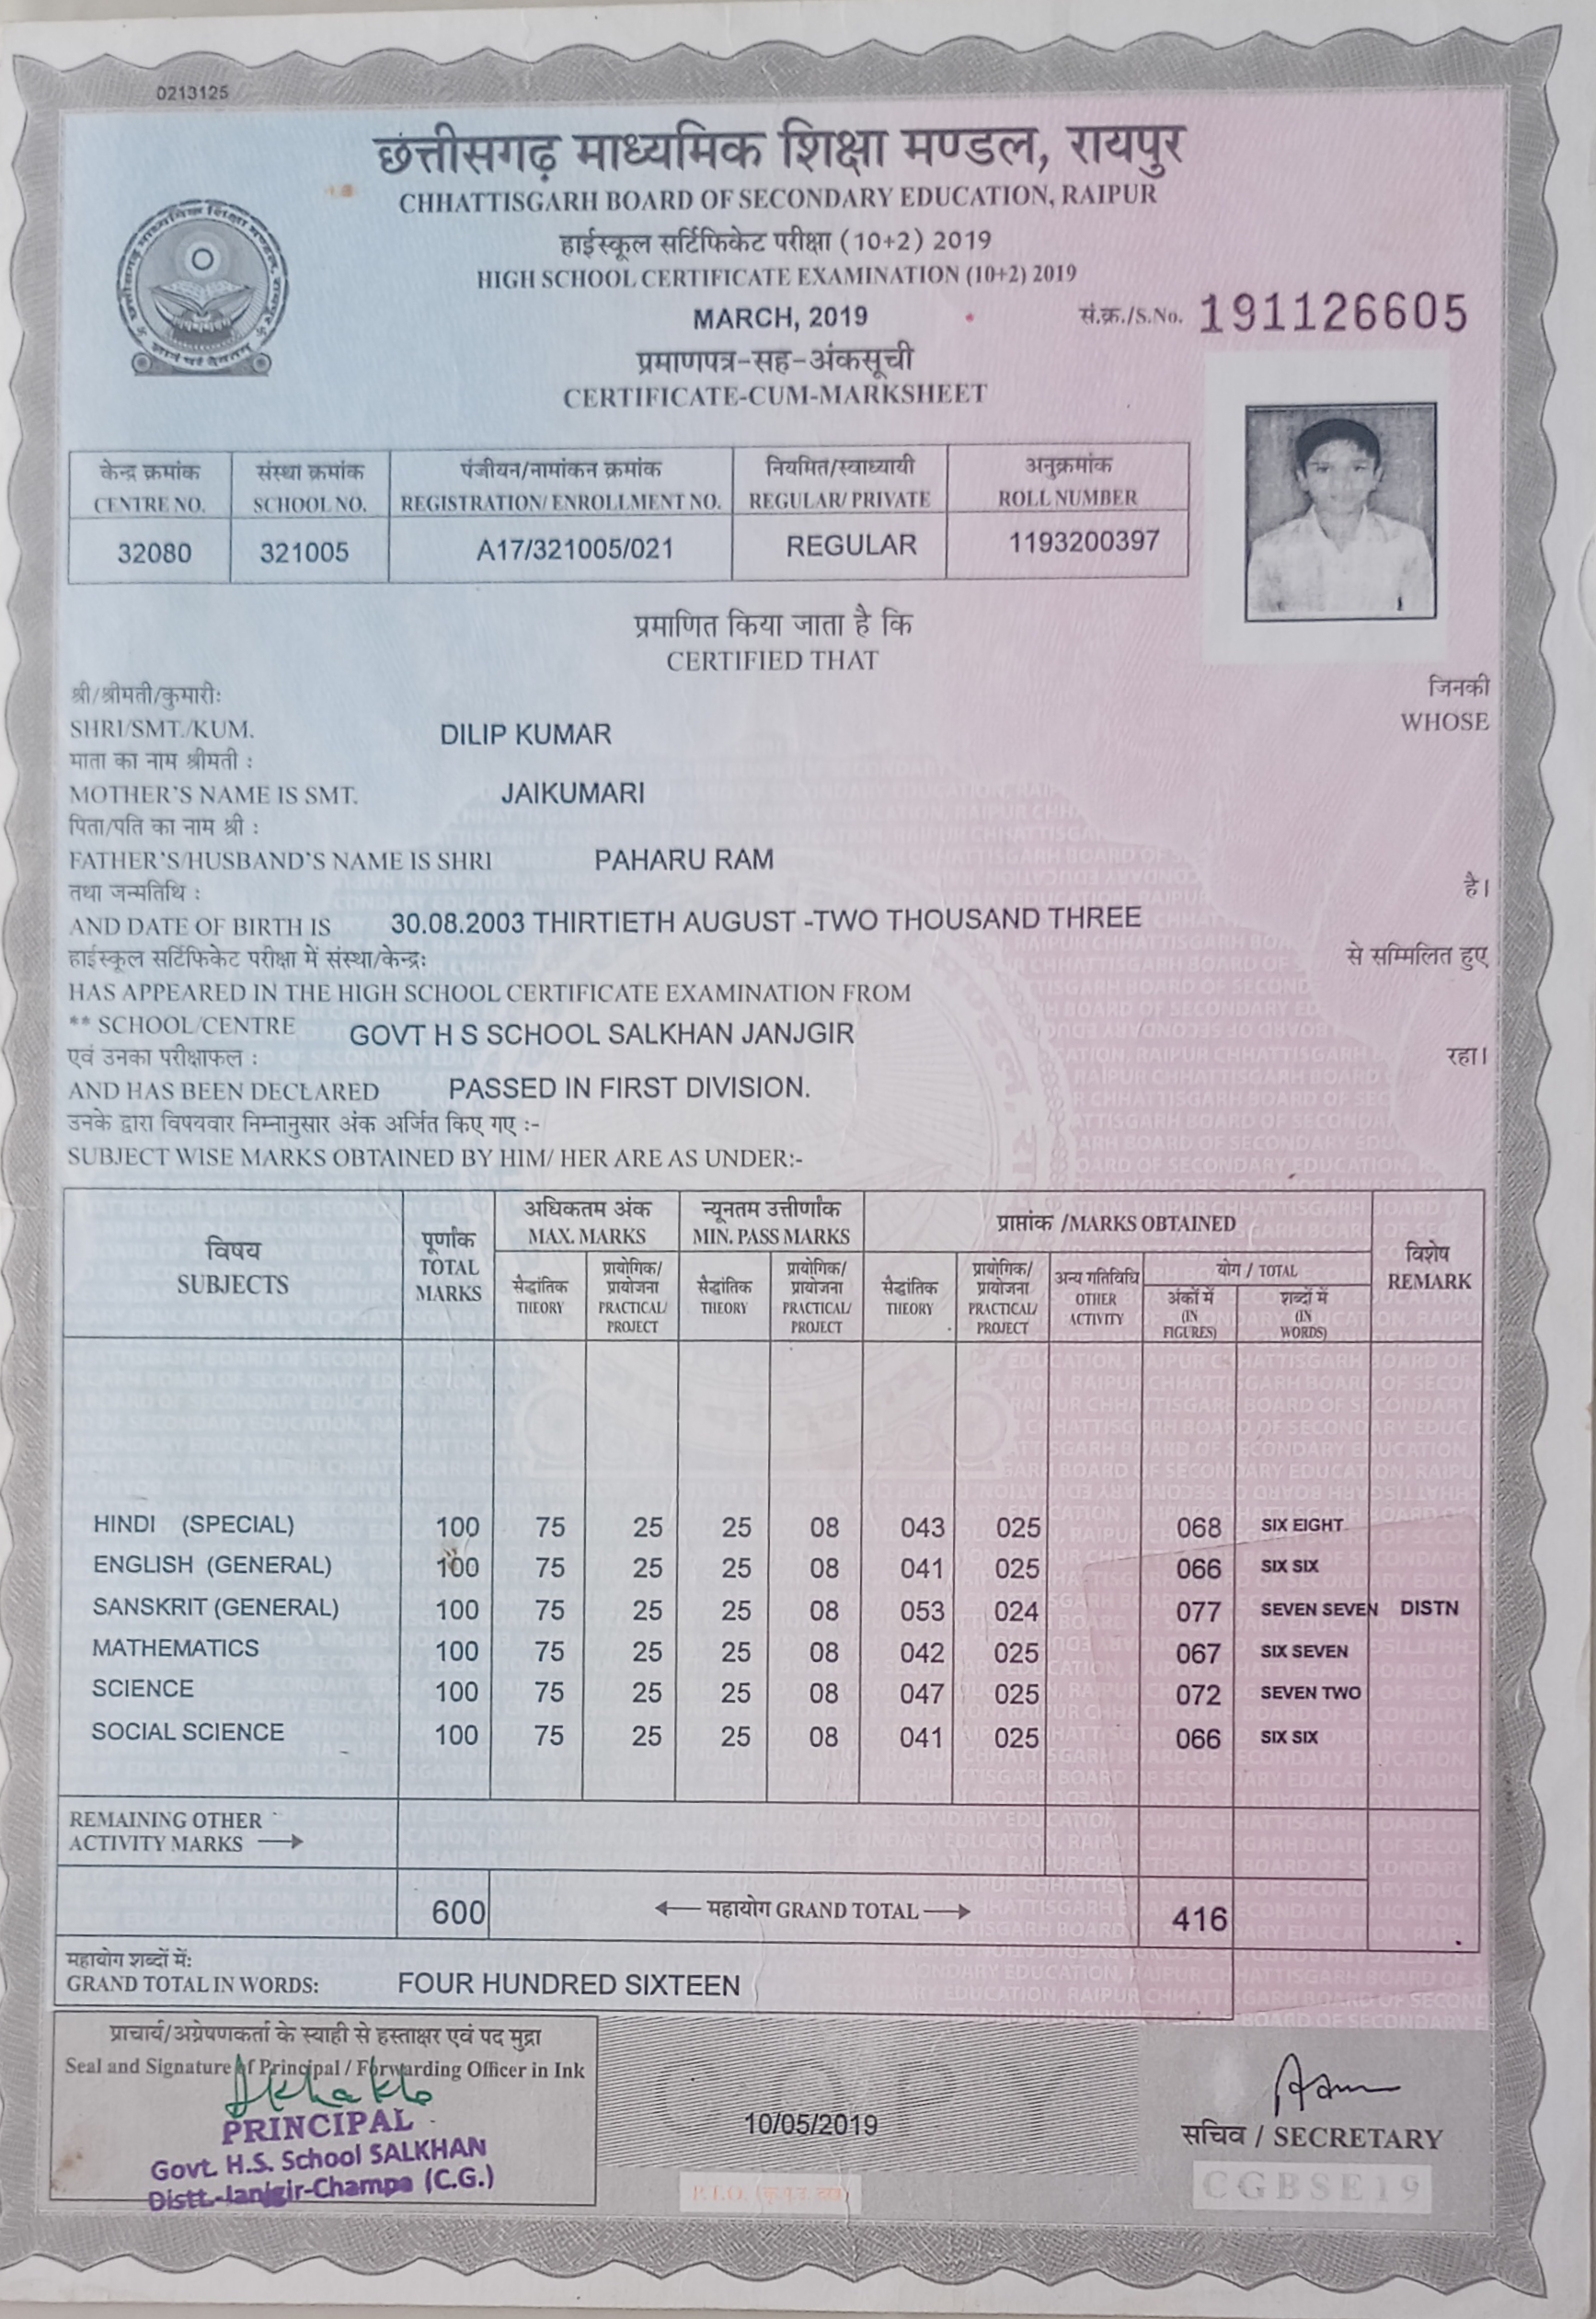 0213125
छत्तीसगढ़ माध्यमिक शिक्षा मण्डल, रायपुर
CHHATTISGARH BOARD OF SECONDARY EDUCATION, RAIPUR
हाईस्कूल सर्टिफिकेट परीक्षा (10+2) 2019
HIGH SCHOOL CERTIFICATE EXAMINATION (10+2) 2019
MARCH, 2019
सं.क्र./S.No. 191126605
प्रमाणपत्र-सह-अंकसूची
CERTIFICATE-CUM-MARKSHEET
केन्द्र क्रमांक संस्था क्रमांक पंजीयन/नामांकन क्रमांक नियमित/स्वाध्यायी अनुक्रमांक
CENTRE NO. SCHOOL NO. REGISTRATION/ ENROLLMENT NO. REGULAR/ PRIVATE ROLL NUMBER
32080 321005 A17/321005/021 REGULAR 1193200397
प्रमाणित किया जाता है कि
CERTIFIED THAT
श्री/श्रीमती/कुमारी: जिनकी
SHRI/SMT./KUM. DILIP KUMAR WHOSE
माता का नाम श्रीमती :
MOTHER'S NAME IS SMT. JAIKUMARI
पिता/पति का नाम श्री :
FATHER'S/HUSBAND'S NAME IS SHRI PAHARU RAM
तथा जन्मतिथि : है।
AND DATE OF BIRTH IS 30.08.2003 THIRTIETH AUGUST -TWO THOUSAND THREE
हाईस्कूल सर्टिफिकेट परीक्षा में संस्था/केन्द्र: से सम्मिलित हुए
HAS APPEARED IN THE HIGH SCHOOL CERTIFICATE EXAMINATION FROM
** SCHOOL/CENTRE GOVT H S SCHOOL SALKHAN JANJGIR
एवं उनका परीक्षाफल : रहा।
AND HAS BEEN DECLARED PASSED IN FIRST DIVISION.
उनके द्वारा विषयवार निम्नानुसार अंक अर्जित किए गए :-
SUBJECT WISE MARKS OBTAINED BY HIM/ HER ARE AS UNDER:-
विषय पूर्णांक अधिकतम अंक न्यूनतम उत्तीर्णांक प्राप्तांक /MARKS OBTAINED विशेष
SUBJECTS TOTAL MARKS MAX. MARKS MIN. PASS MARKS योग / TOTAL REMARK
सैद्धांतिक प्रायोगिक/ प्रायोजना सैद्धांतिक प्रायोगिक/ प्रायोजना सैद्धांतिक प्रायोगिक/ प्रायोजना अन्य गतिविधि अंकों में शब्दों में
THEORY PRACTICAL/ PROJECT THEORY PRACTICAL/ PROJECT THEORY PRACTICAL/ PROJECT OTHER ACTIVITY (IN FIGURES) (IN WORDS)
HINDI (SPECIAL) 100 75 25 25 08 043 025 068 SIX EIGHT
ENGLISH (GENERAL) 100 75 25 25 08 041 025 066 SIX SIX
SANSKRIT (GENERAL) 100 75 25 25 08 053 024 077 SEVEN SEVEN DISTN
MATHEMATICS 100 75 25 25 08 042 025 067 SIX SEVEN
SCIENCE 100 75 25 25 08 047 025 072 SEVEN TWO
SOCIAL SCIENCE 100 75 25 25 08 041 025 066 SIX SIX
REMAINING OTHER
ACTIVITY MARKS →
600 ← महायोग GRAND TOTAL → 416
महायोग शब्दों में:
GRAND TOTAL IN WORDS: FOUR HUNDRED SIXTEEN
प्राचार्य/अग्रेषणकर्ता के स्याही से हस्ताक्षर एवं पद मुद्रा
Seal and Signature of Principal / Forwarding Officer in Ink
PRINCIPAL
Govt. H.S. School SALKHAN
Distt.-Janjgir-Champa (C.G.)
10/05/2019
सचिव / SECRETARY
CGBSE19
P.T.O.